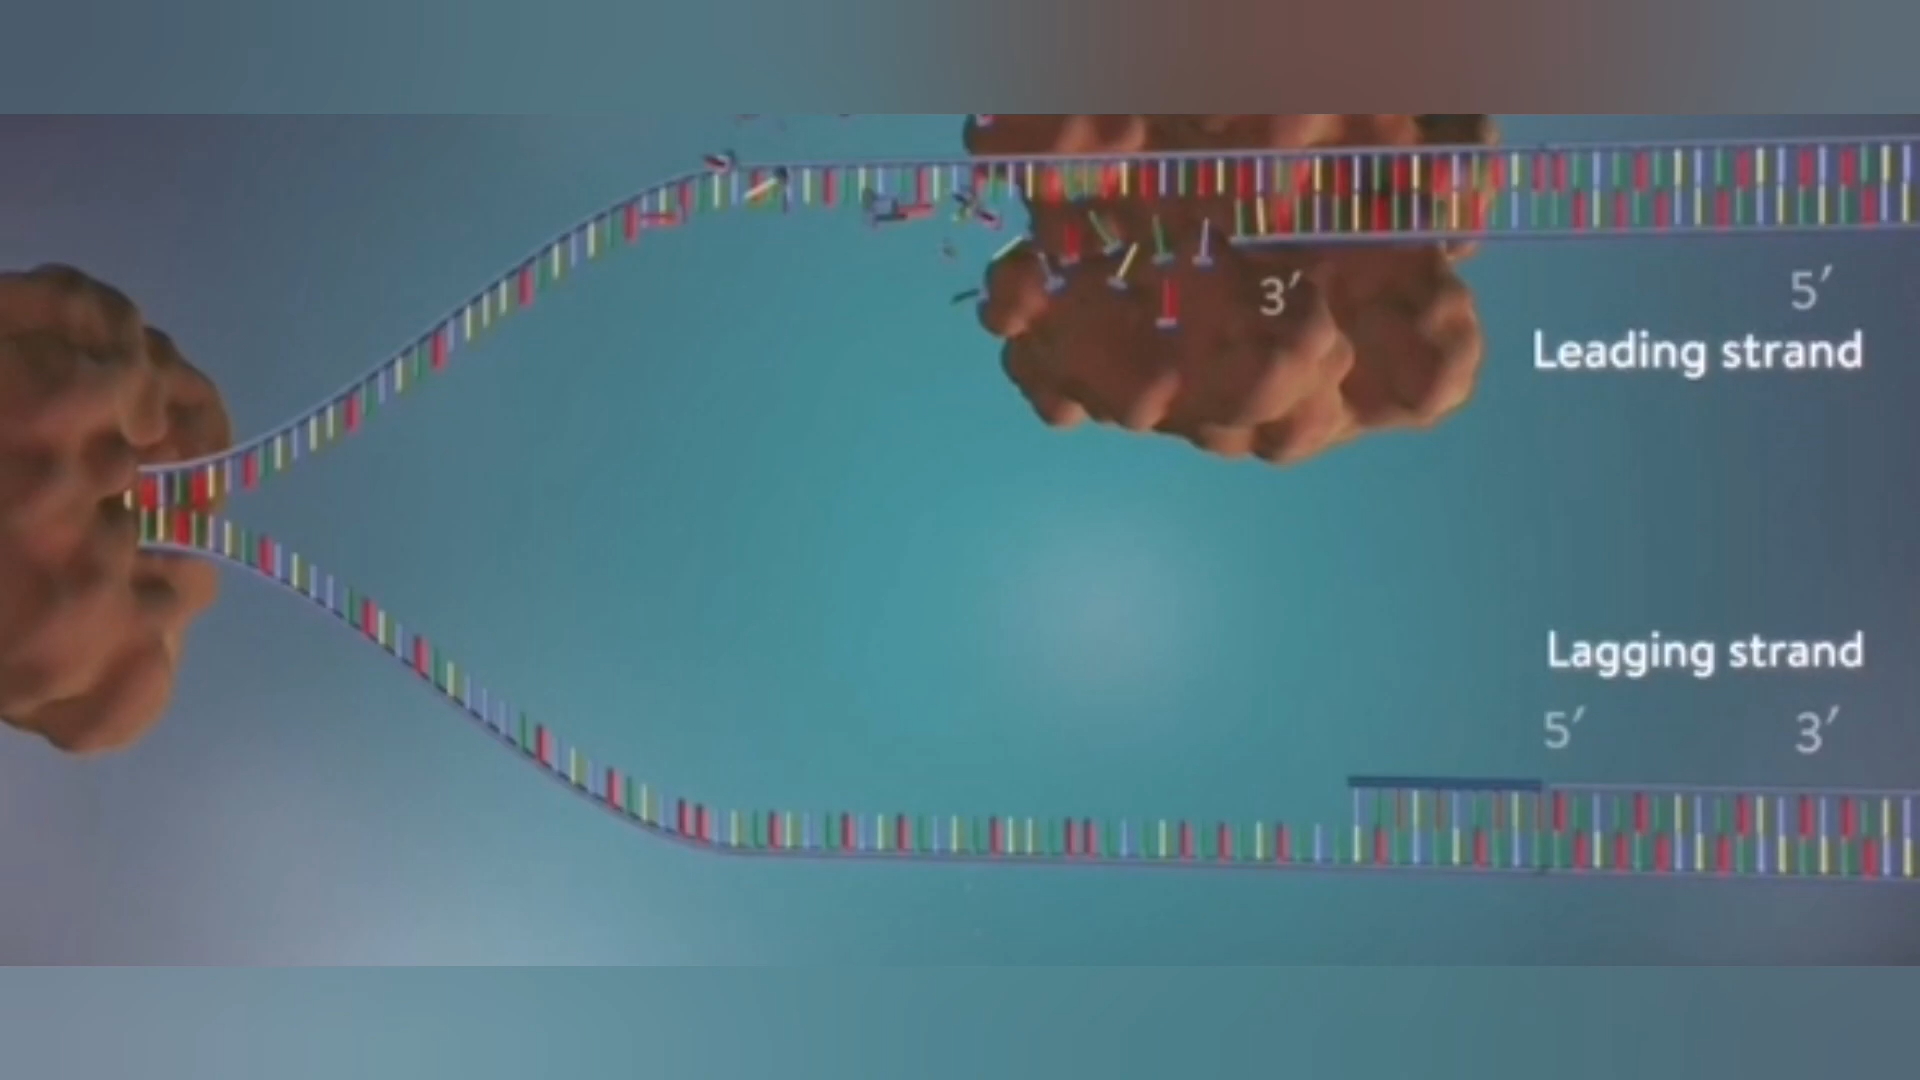 3′ 5′
Leading strand
Lagging strand
5′ 3′